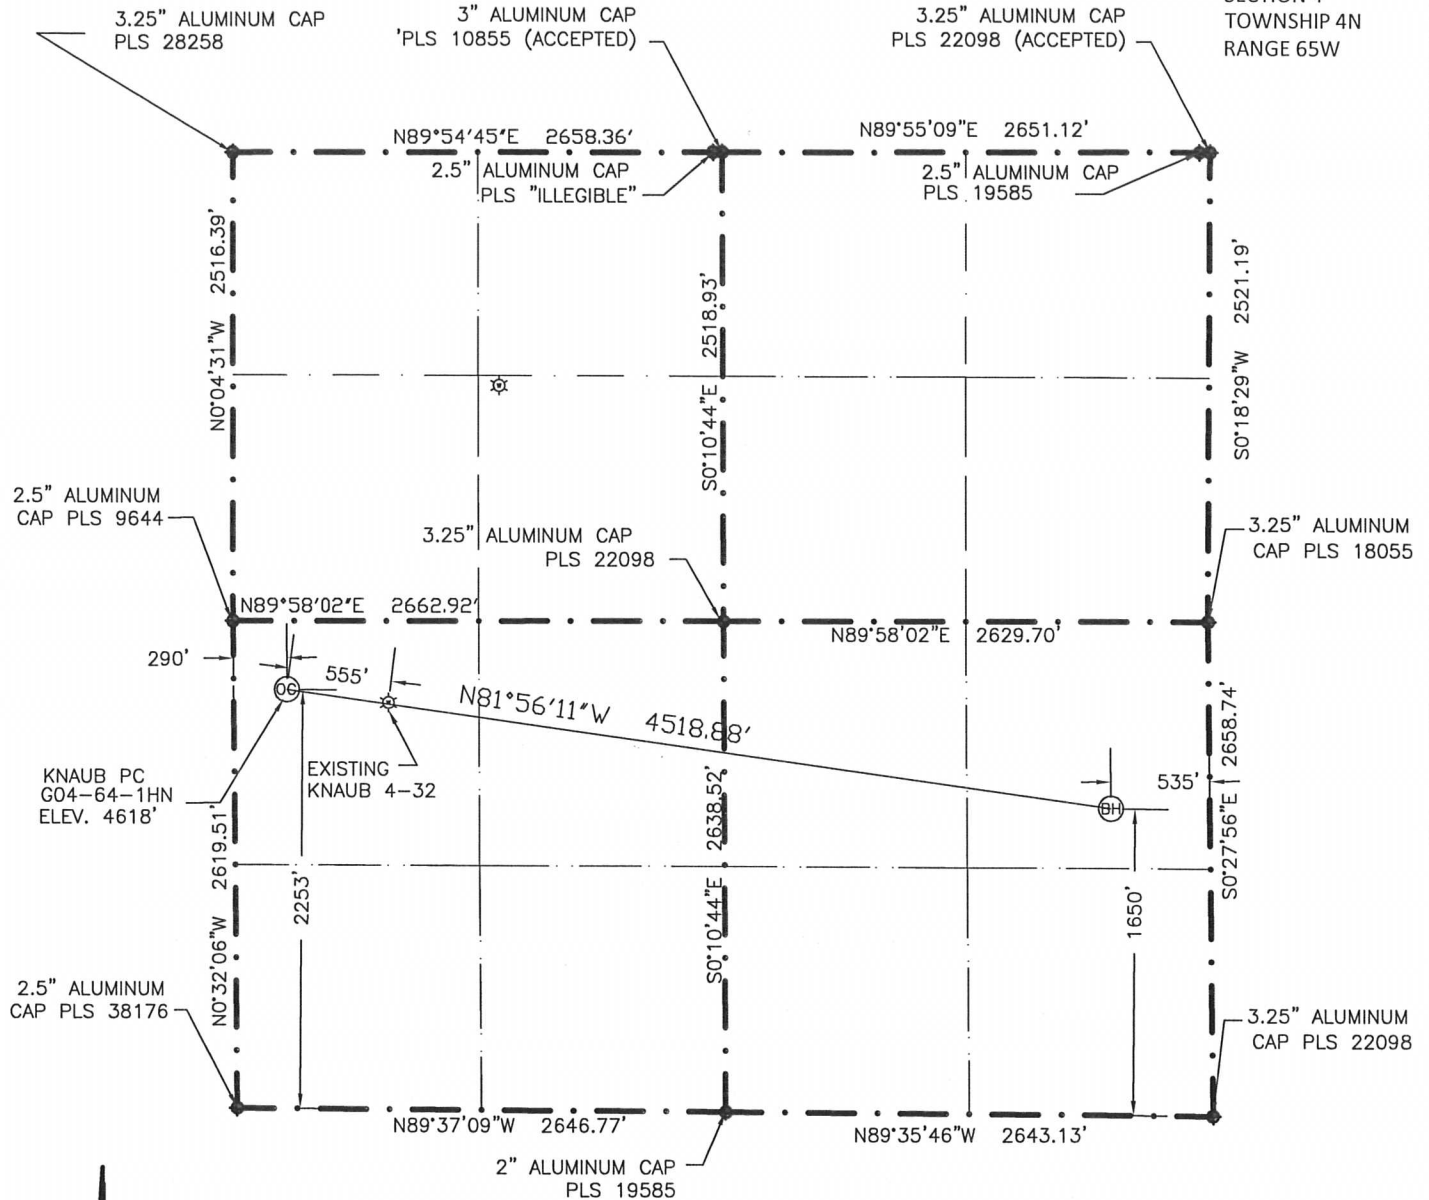 3.25" ALUMINUM CAP
PLS 28258
3" ALUMINUM CAP
'PLS 10855 (ACCEPTED)
3.25" ALUMINUM CAP
PLS 22098 (ACCEPTED)
TOWNSHIP 4N
RANGE 65W
N89°54'45"E 2658.36'
N89°55'09"E 2651.12'
2.5" ALUMINUM CAP
PLS "ILLEGIBLE"
2.5" ALUMINUM CAP
PLS 19585
N0°04'31"W 2516.39'
S0°10'44"E 2518.93'
S0°18'29"W 2521.19'
2.5" ALUMINUM
CAP PLS 9644
3.25" ALUMINUM CAP
PLS 22098
3.25" ALUMINUM
CAP PLS 18055
N89°58'02"E 2662.92'
N89°58'02"E 2629.70'
290'
555'
OG
N81°56'11"W 4518.88'
EXISTING
KNAUB 4-32
KNAUB PC
G04-64-1HN
ELEV. 4618'
BH
535'
N0°32'06"W 2619.51'
2253'
S0°10'44"E 2638.52'
1650'
S0°27'56"E 2658.74'
2.5" ALUMINUM
CAP PLS 38176
3.25" ALUMINUM
CAP PLS 22098
N89°37'09"W 2646.77'
N89°35'46"W 2643.13'
2" ALUMINUM CAP
PLS 19585